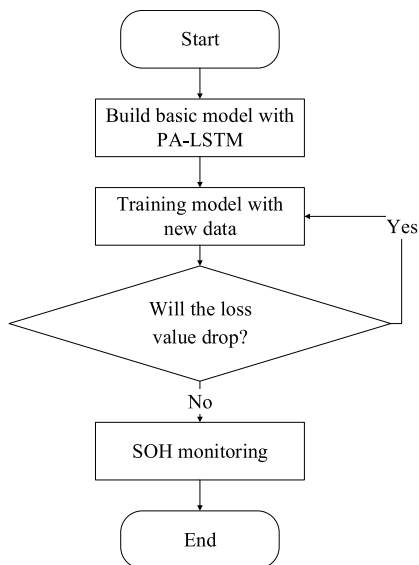 Start
Build basic model with
PA-LSTM
Training model with
new data
Yes
Will the loss
value drop?
No
SOH monitoring
End